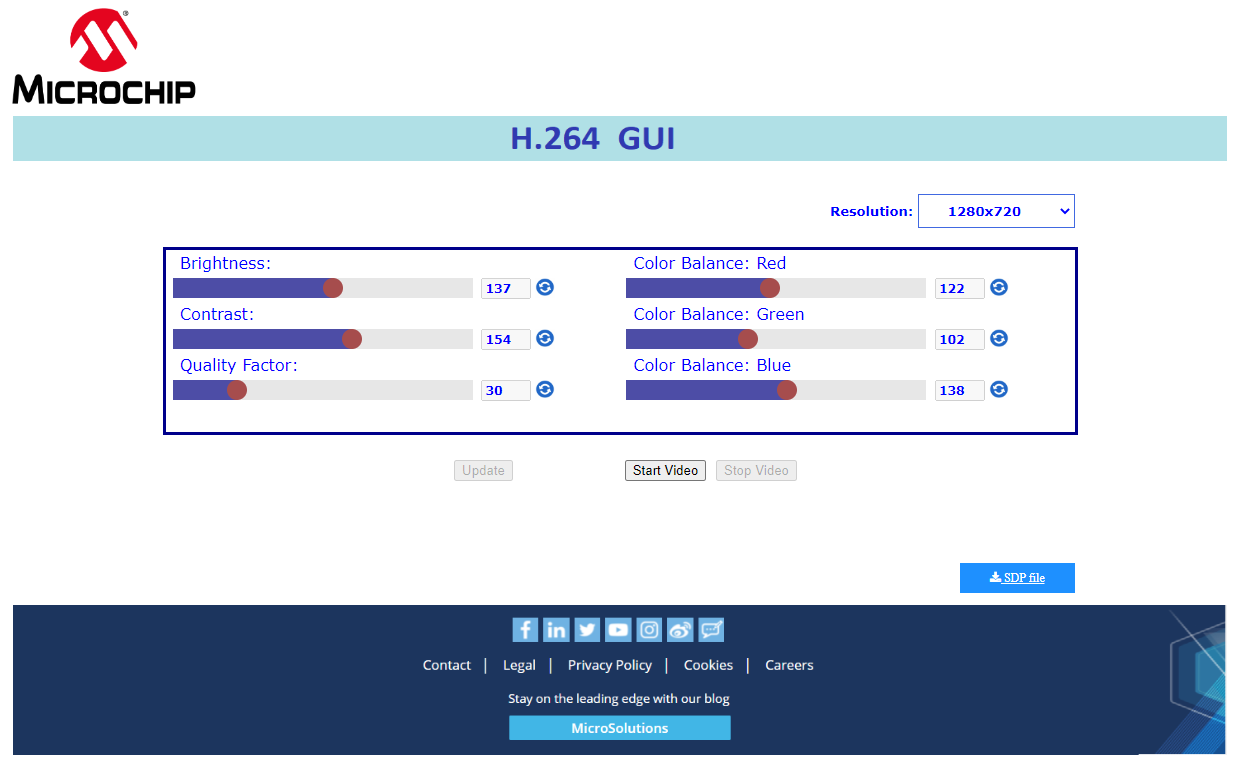 MICROCHIP
H.264 GUI
Resolution: 1280x720
Brightness:
137
Contrast:
154
Quality Factor:
30
Color Balance: Red
122
Color Balance: Green
102
Color Balance: Blue
138
Update
Start Video
Stop Video
SDP file
Contact | Legal | Privacy Policy | Cookies | Careers
Stay on the leading edge with our blog
MicroSolutions